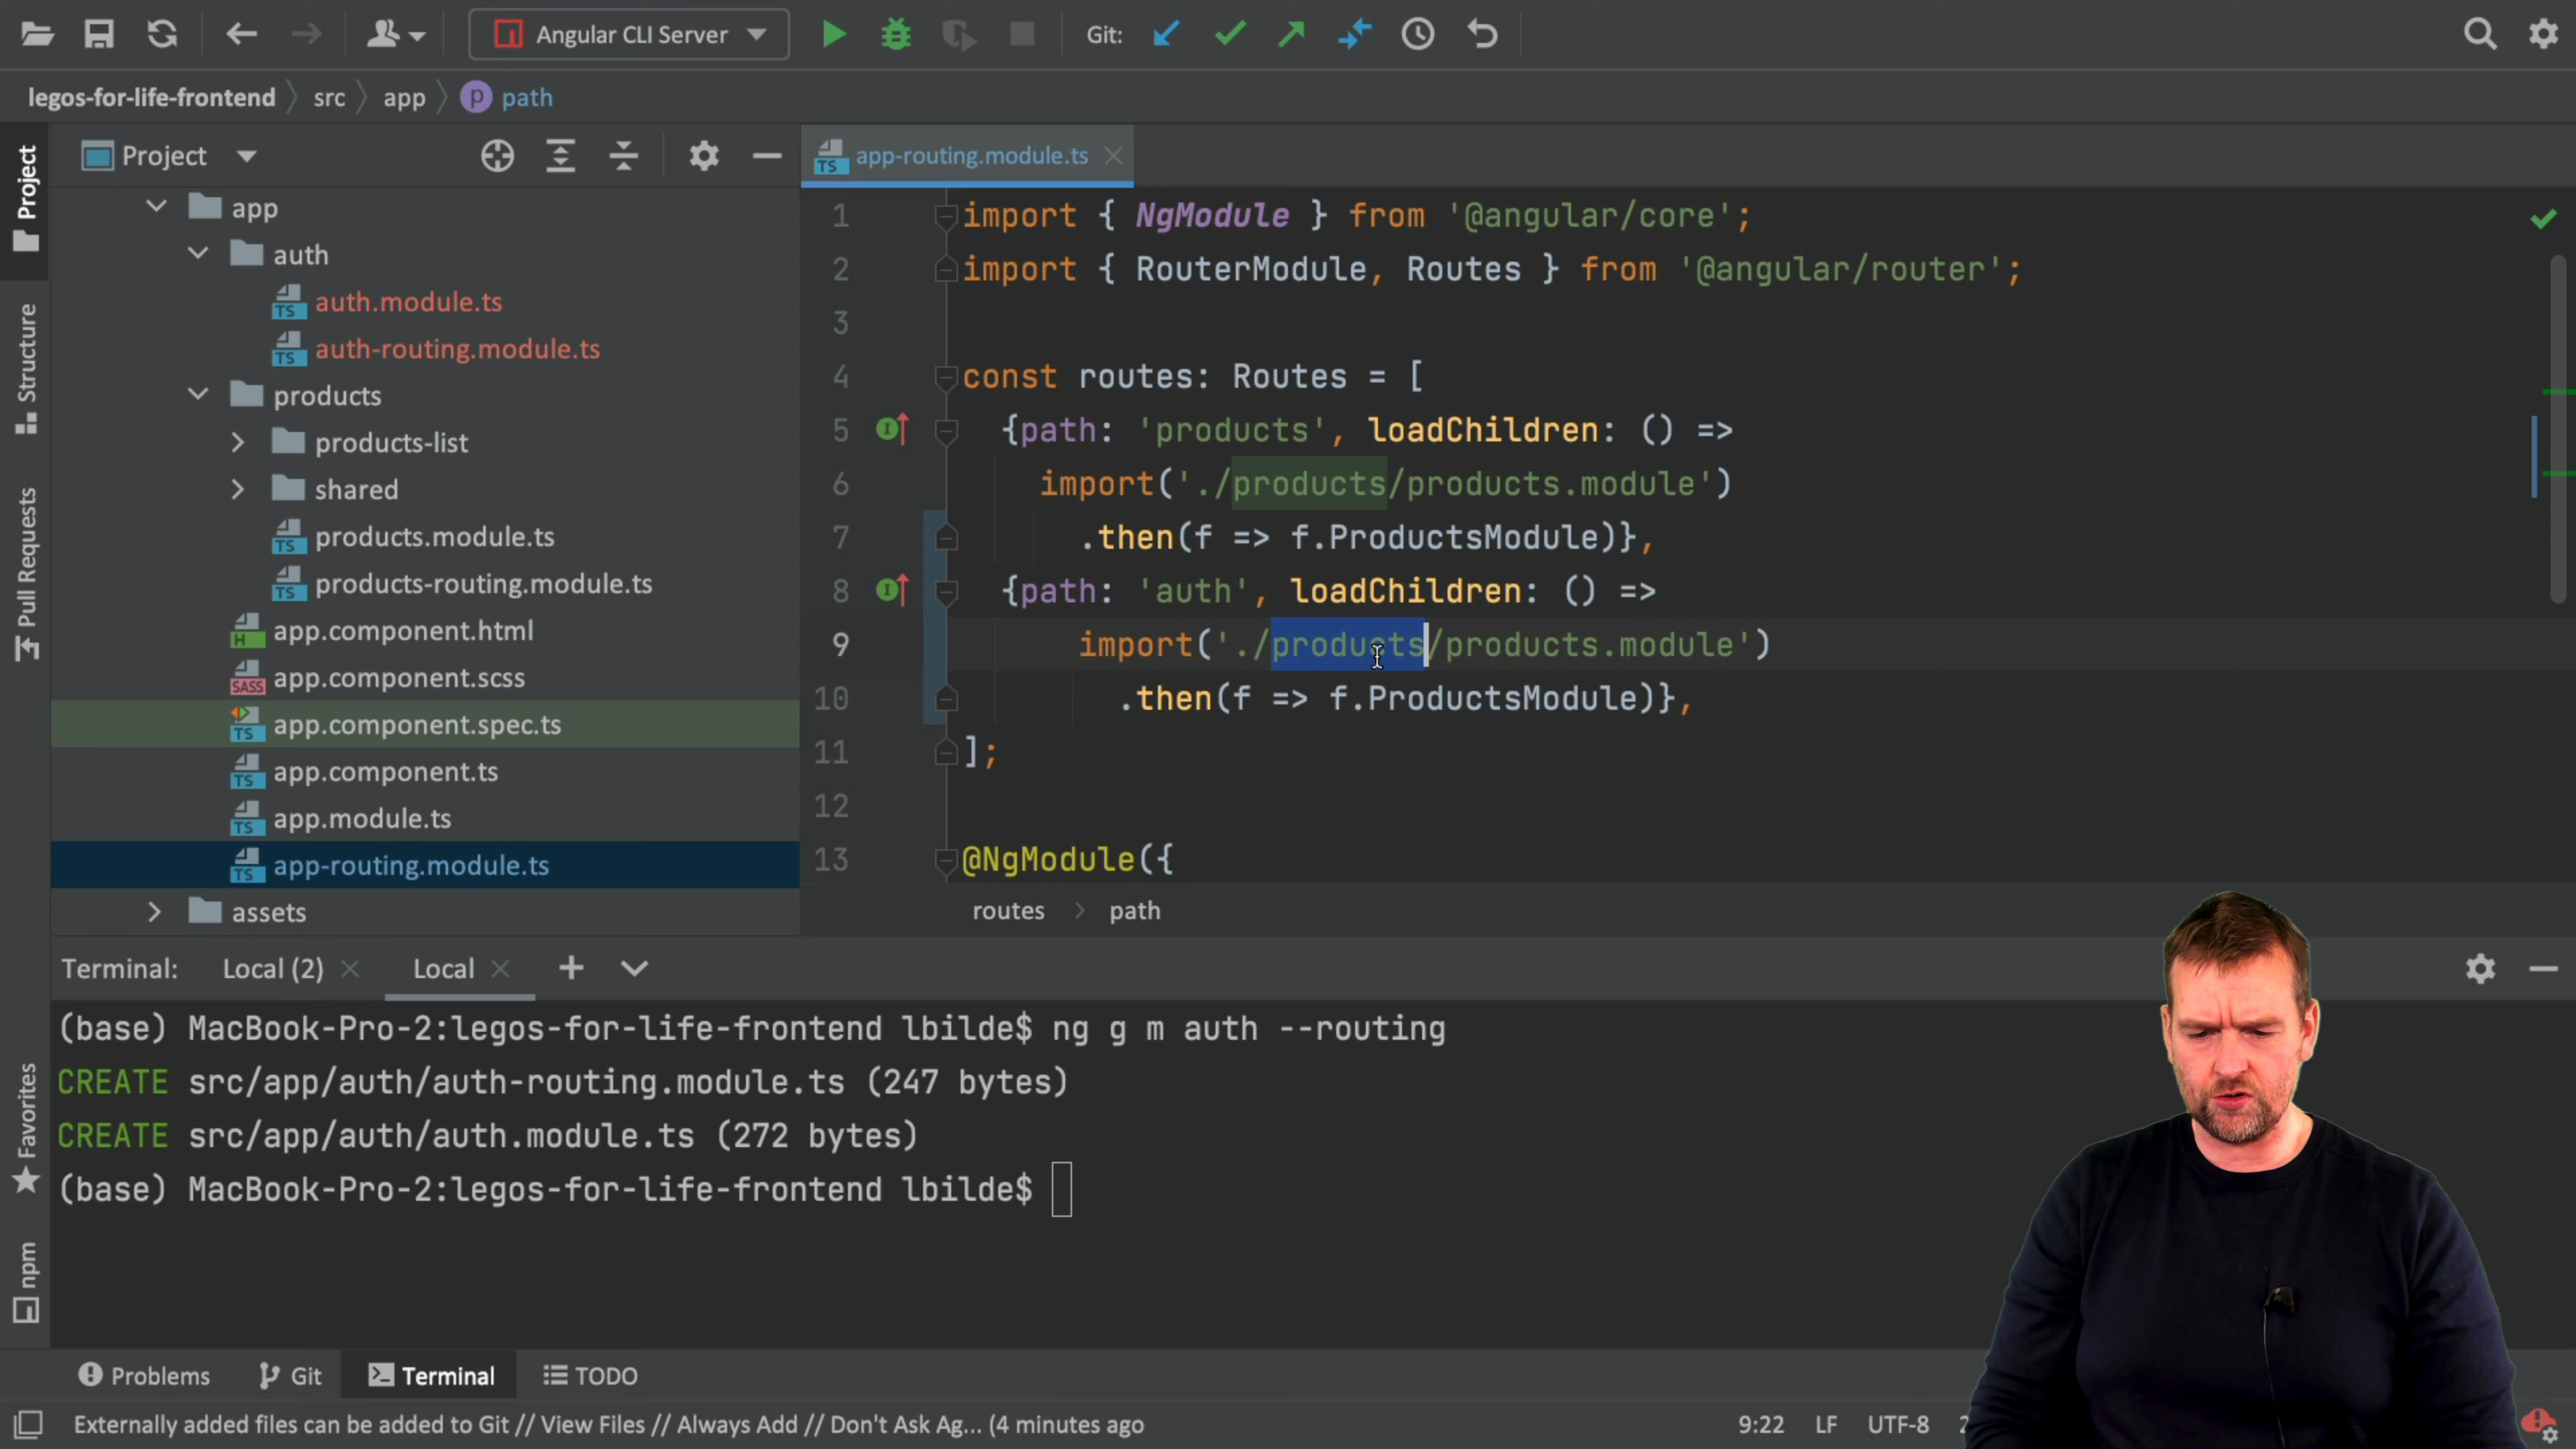 Angular CLI Server
Git:
legos-for-life-frontend
src
app
p
path
Project
Project
app-routing.module.ts
app
auth
auth.module.ts
auth-routing.module.ts
products
products-list
shared
products.module.ts
products-routing.module.ts
app.component.html
app.component.scss
app.component.spec.ts
app.component.ts
app.module.ts
app-routing.module.ts
assets
Structure
Pull Requests
Favorites
npm
1 import { NgModule } from '@angular/core';
2 import { RouterModule, Routes } from '@angular/router';
3
4 const routes: Routes = [
5 {path: 'products', loadChildren: () =>
6 import('./products/products.module')
7 .then(f => f.ProductsModule)},
8 {path: 'auth', loadChildren: () =>
9 import('./products/products.module')
10 .then(f => f.ProductsModule)},
11 ];
12
13 @NgModule({
routes > path
Terminal: Local (2) Local
(base) MacBook-Pro-2:legos-for-life-frontend lbilde$ ng g m auth --routing
CREATE src/app/auth/auth-routing.module.ts (247 bytes)
CREATE src/app/auth/auth.module.ts (272 bytes)
(base) MacBook-Pro-2:legos-for-life-frontend lbilde$
Problems Git Terminal TODO
Externally added files can be added to Git // View Files // Always Add // Don't Ask Ag... (4 minutes ago
9:22 LF UTF-8 2